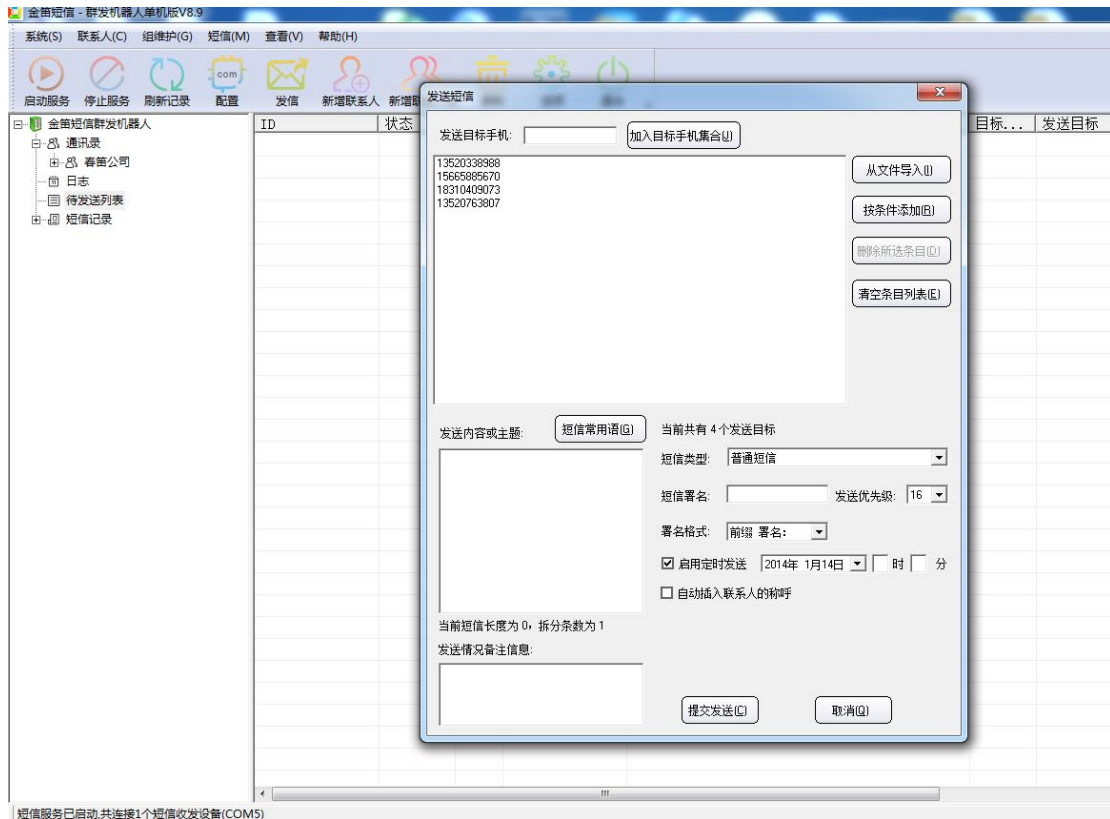 金笛短信 - 群发机器人单机版V8.9
系统(S) 联系人(C) 组维护(G) 短信(M) 查看(V) 帮助(H)
com
启动服务 停止服务 刷新记录 配置 发信 新增联系人 新增联
金笛短信群发机器人
通讯录
春笛公司
日志
待发送列表
短信记录
ID 状态 目标... 发送目标
发送短信
发送目标手机: 加入目标手机集合(J)
13520338988
15665885670
18310409073
13520763807
从文件导入(I)
按条件添加(R)
删除所选条目(D)
清空条目列表(E)
发送内容或主题: 短信常用语(G)
当前共有 4 个发送目标
短信类型: 普通短信
短信署名: 发送优先级: 16
署名格式: 前缀 署名:
启用定时发送 2014年 1月14日 时 分
自动插入联系人的称呼
当前短信长度为 0, 拆分条数为 1
发送情况备注信息:
提交发送(C) 取消(Q)
短信服务已启动,共连接1个短信收发设备(COM5)